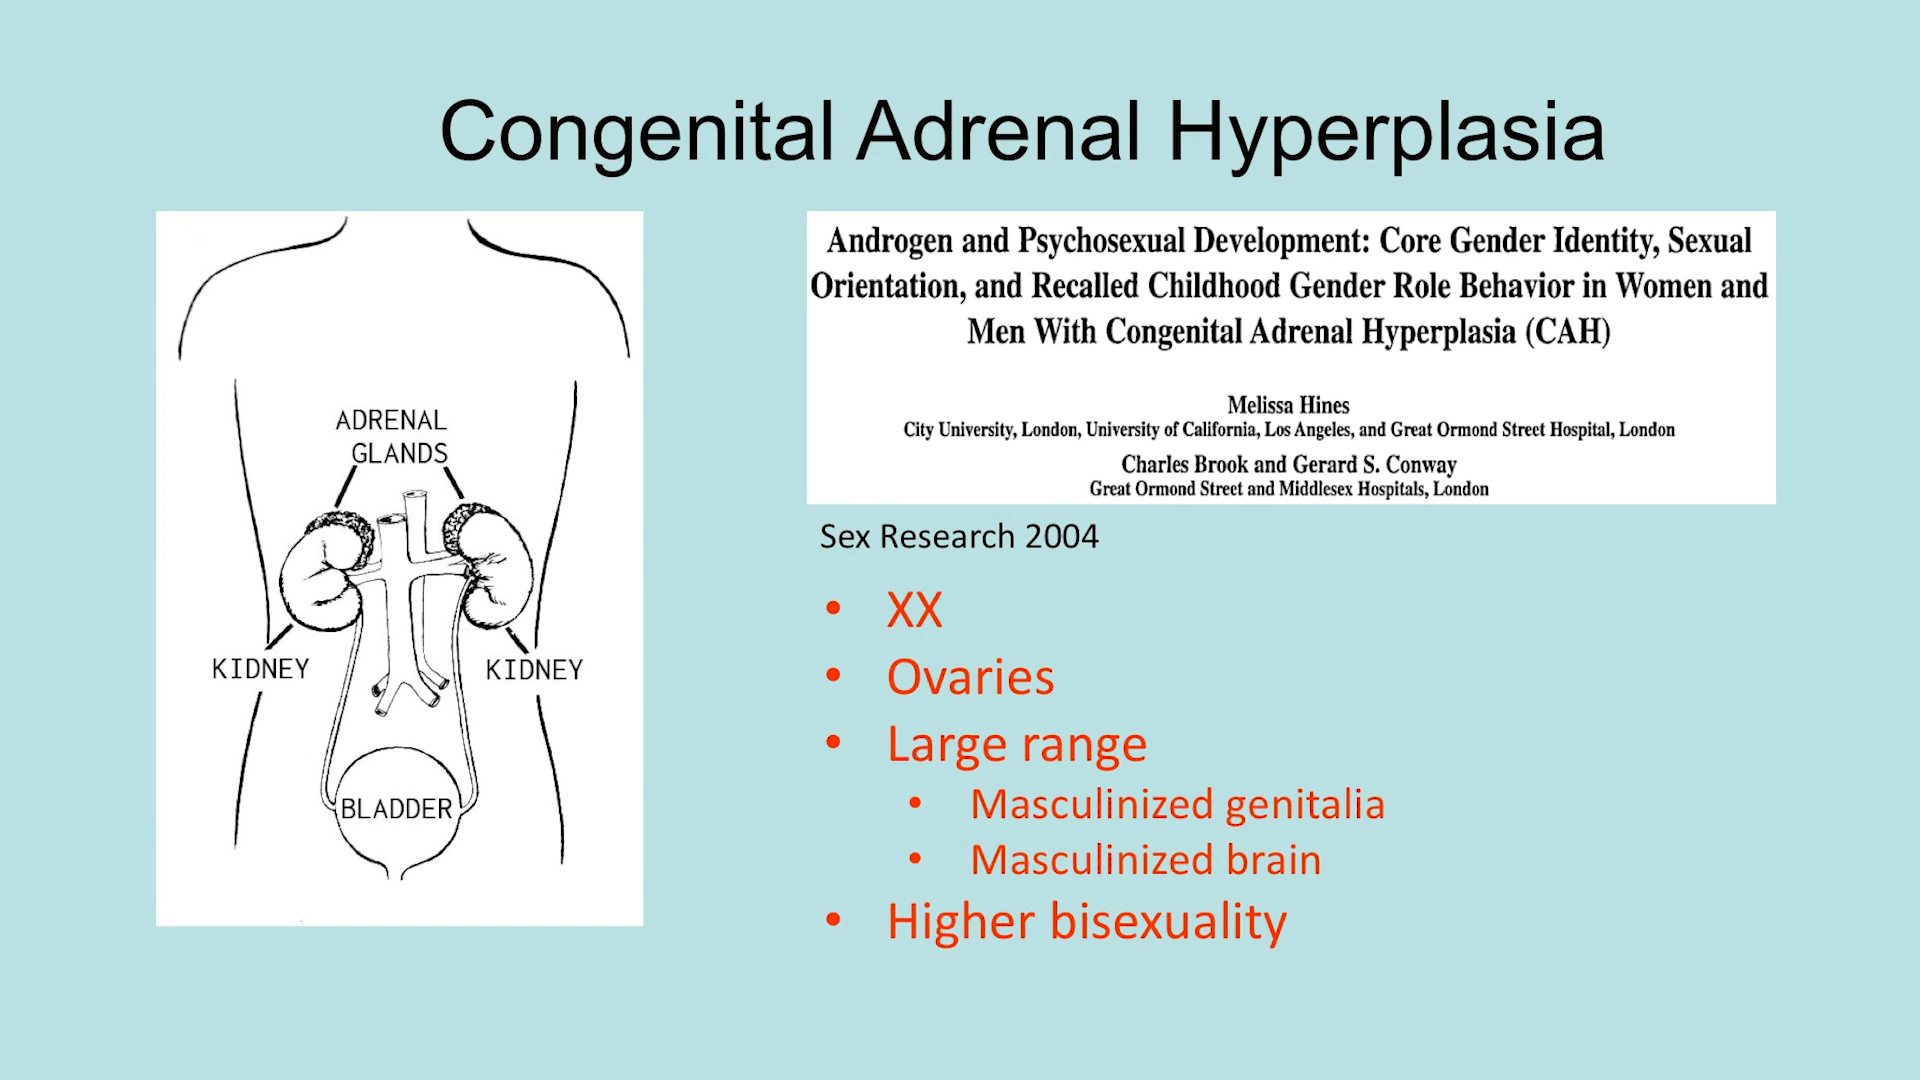 Congenital Adrenal Hyperplasia
ADRENAL
GLANDS
KIDNEY
KIDNEY
BLADDER
Androgen and Psychosexual Development: Core Gender Identity, Sexual
Orientation, and Recalled Childhood Gender Role Behavior in Women and
Men With Congenital Adrenal Hyperplasia (CAH)
Melissa Hines
City University, London, University of California, Los Angeles, and Great Ormond Street Hospital, London
Charles Brook and Gerard S. Conway
Great Ormond Street and Middlesex Hospitals, London
Sex Research 2004
• XX
• Ovaries
• Large range
• Masculinized genitalia
• Masculinized brain
• Higher bisexuality